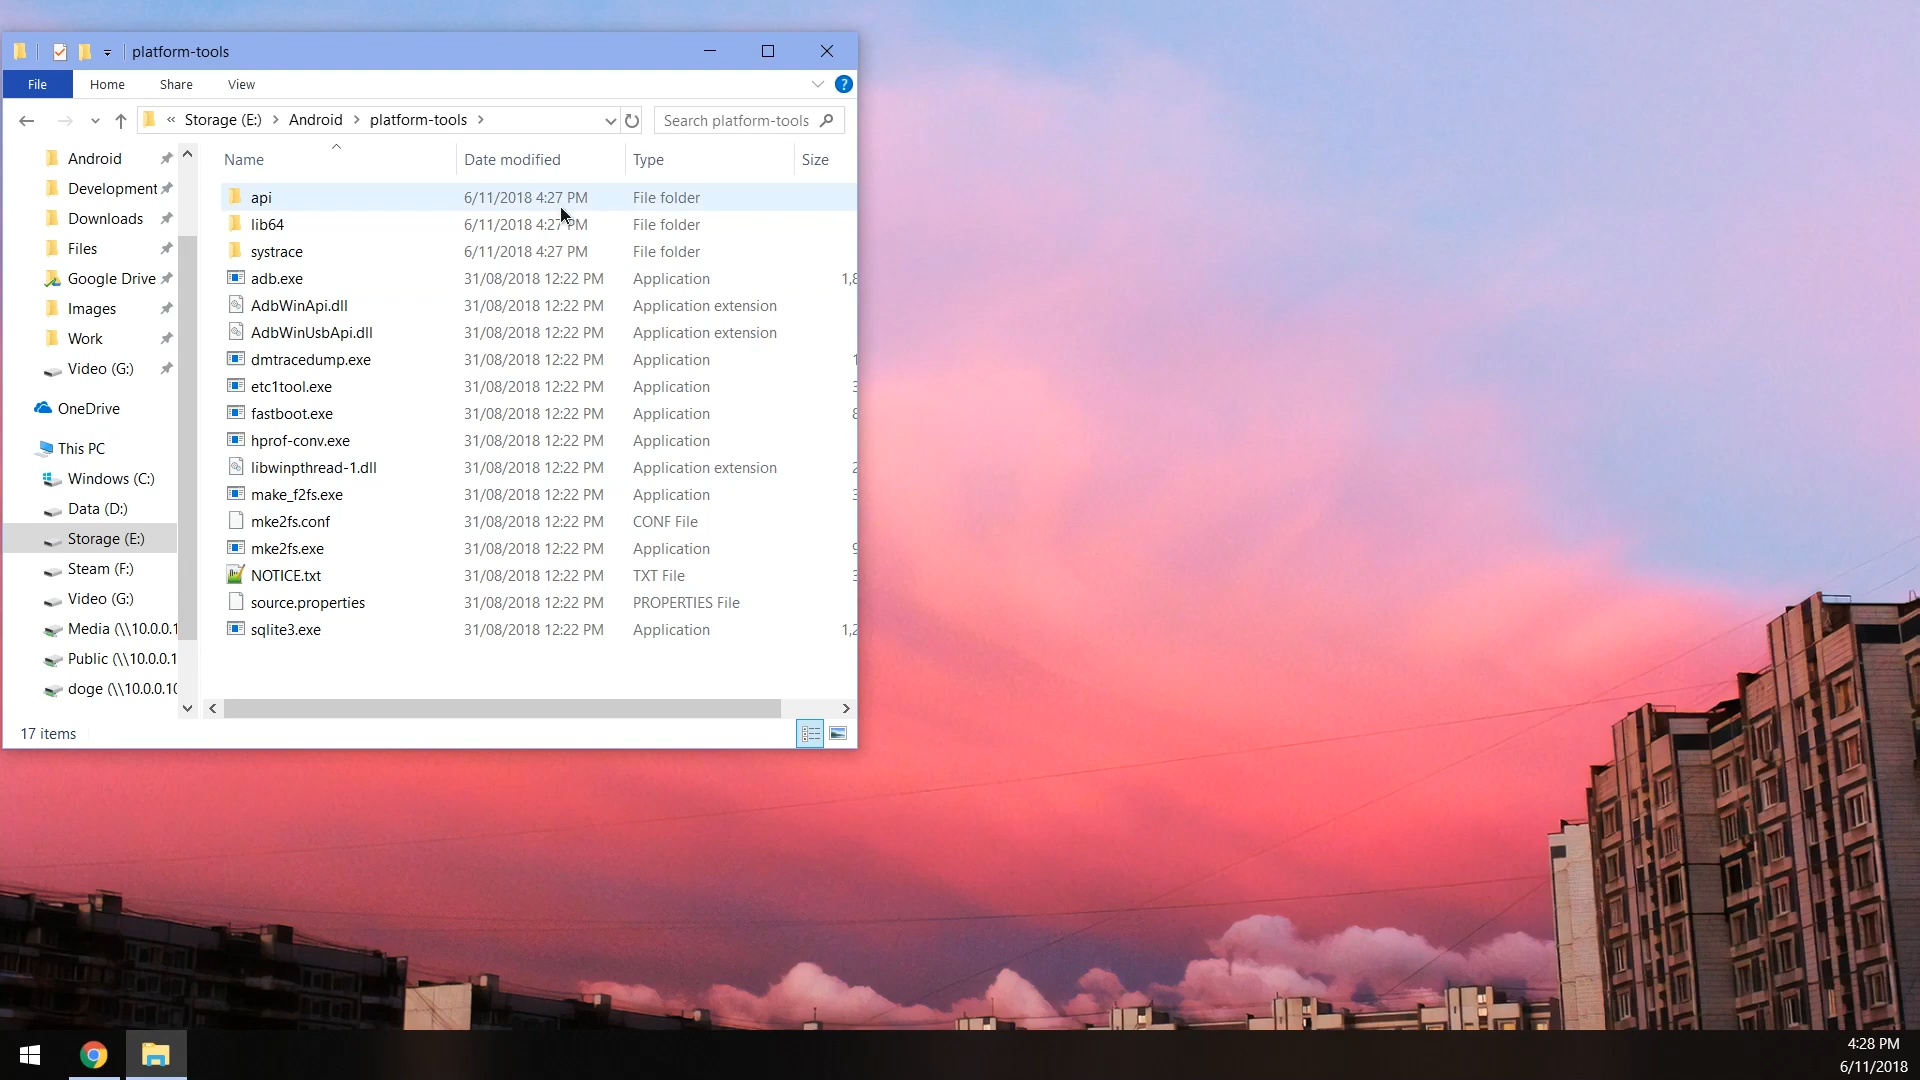 platform-tools
File Home Share View
« Storage (E:) > Android > platform-tools > Search platform-tools
Name Date modified Type Size
Android
Development
Downloads
Files
Google Drive
Images
Work
Video (G:)
OneDrive
This PC
Windows (C:)
Data (D:)
Storage (E:)
Steam (F:)
Video (G:)
Media (\\10.0.0.1
Public (\\10.0.0.1
doge (\\10.0.0.10
api 6/11/2018 4:27 PM File folder
lib64 6/11/2018 4:27 PM File folder
systrace 6/11/2018 4:27 PM File folder
adb.exe 31/08/2018 12:22 PM Application 1,8
AdbWinApi.dll 31/08/2018 12:22 PM Application extension
AdbWinUsbApi.dll 31/08/2018 12:22 PM Application extension
dmtracedump.exe 31/08/2018 12:22 PM Application 1
etc1tool.exe 31/08/2018 12:22 PM Application 3
fastboot.exe 31/08/2018 12:22 PM Application 8
hprof-conv.exe 31/08/2018 12:22 PM Application
libwinpthread-1.dll 31/08/2018 12:22 PM Application extension 2
make_f2fs.exe 31/08/2018 12:22 PM Application 3
mke2fs.conf 31/08/2018 12:22 PM CONF File
mke2fs.exe 31/08/2018 12:22 PM Application 9
NOTICE.txt 31/08/2018 12:22 PM TXT File 3
source.properties 31/08/2018 12:22 PM PROPERTIES File
sqlite3.exe 31/08/2018 12:22 PM Application 1,2
17 items
4:28 PM
6/11/2018